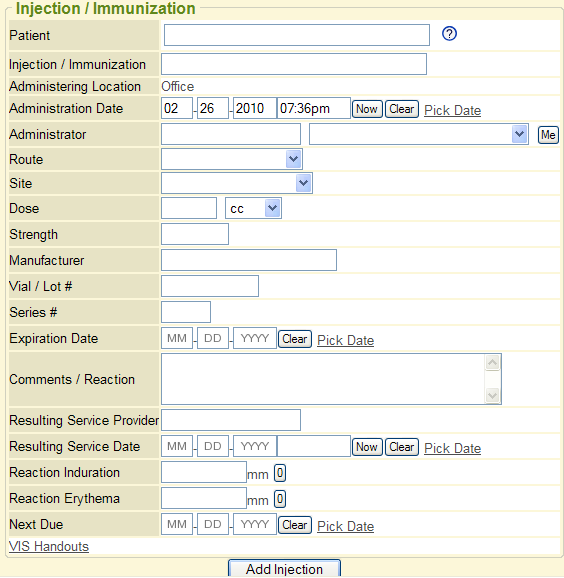 Injection / Immunization
Patient ?
Injection / Immunization
Administering Location Office
Administration Date 02 - 26 - 2010 07:36pm Now Clear Pick Date
Administrator Me
Route
Site
Dose cc
Strength
Manufacturer
Vial / Lot #
Series #
Expiration Date MM - DD - YYYY Clear Pick Date
Comments / Reaction
Resulting Service Provider
Resulting Service Date MM - DD - YYYY Now Clear Pick Date
Reaction Induration mm 0
Reaction Erythema mm 0
Next Due MM - DD - YYYY Clear Pick Date
VIS Handouts
Add Injection